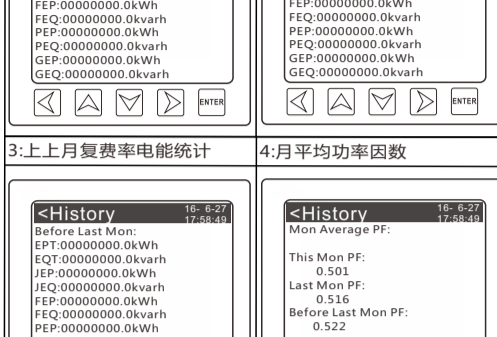 FEP:00000000.0kWh
FEQ:00000000.0kvarh
PEP:00000000.0kWh
PEQ:00000000.0kvarh
GEP:00000000.0kWh
GEQ:00000000.0kvarh
ENTER
FEP:00000000.0kWh
FEQ:00000000.0kvarh
PEP:00000000.0kWh
PEQ:00000000.0kvarh
GEP:00000000.0kWh
GEQ:00000000.0kvarh
ENTER
3:上上月复费率电能统计
4:月平均功率因数
<History
16- 6-27
17:58:49
Before Last Mon:
EPT:00000000.0kWh
EQT:00000000.0kvarh
JEP:00000000.0kWh
JEQ:00000000.0kvarh
FEP:00000000.0kWh
FEQ:00000000.0kvarh
PEP:00000000.0kWh
<History
16- 6-27
17:58:49
Mon Average PF:
This Mon PF:
0.501
Last Mon PF:
0.516
Before Last Mon PF:
0.522